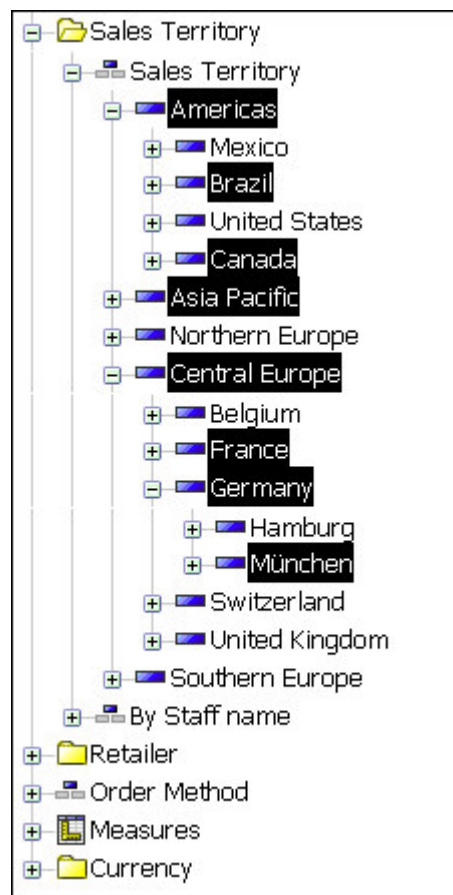 Sales Territory
Sales Territory
Americas
Mexico
Brazil
United States
Canada
Asia Pacific
Northern Europe
Central Europe
Belgium
France
Germany
Hamburg
München
Switzerland
United Kingdom
Southern Europe
By Staff name
Retailer
Order Method
Measures
Currency